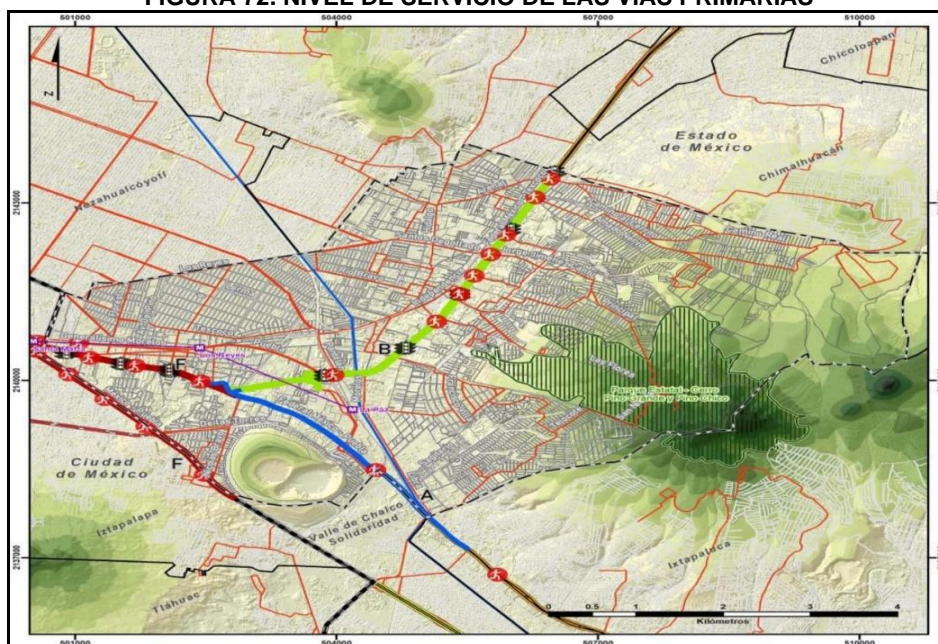 FIGURA 72. NIVEL DE SERVICIO DE LAS VÍAS PRIMARIAS
501000 504000 507000 510000
Chicoloapan
N
Estado
de México
Chimalhuacán
Nezahualcóyotl
2143000
B
Santa Marta
Los Reyes
E
La Paz
2140000
Parque Estatal - Cerro
Pino Grande y Pino Chico
Ciudad
de México
F
A
Iztapalapa
Valle de Chalco
Solidaridad
Ixtapaluca
2137000
Tláhuac
0 0.5 1 2 3 4
Kilómetros
501000 504000 507000 510000